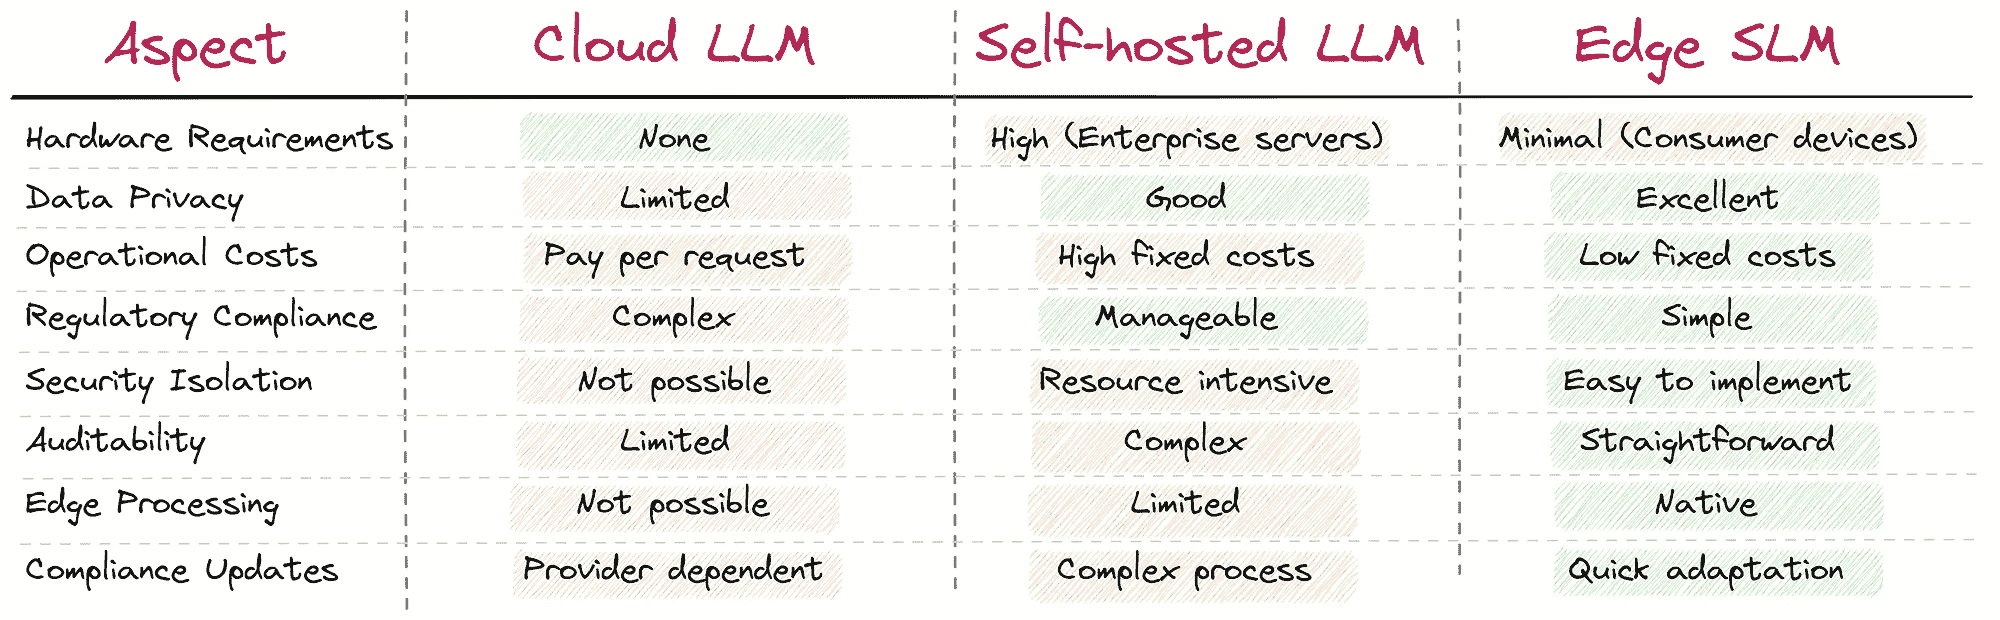 Aspect Cloud LLM Self-hosted LLM Edge SLM
Hardware Requirements None High (Enterprise servers) Minimal (Consumer devices)
Data Privacy Limited Good Excellent
Operational Costs Pay per request High fixed costs Low fixed costs
Regulatory Compliance Complex Manageable Simple
Security Isolation Not possible Resource intensive Easy to implement
Auditability Limited Complex Straightforward
Edge Processing Not possible Limited Native
Compliance Updates Provider dependent Complex process Quick adaptation